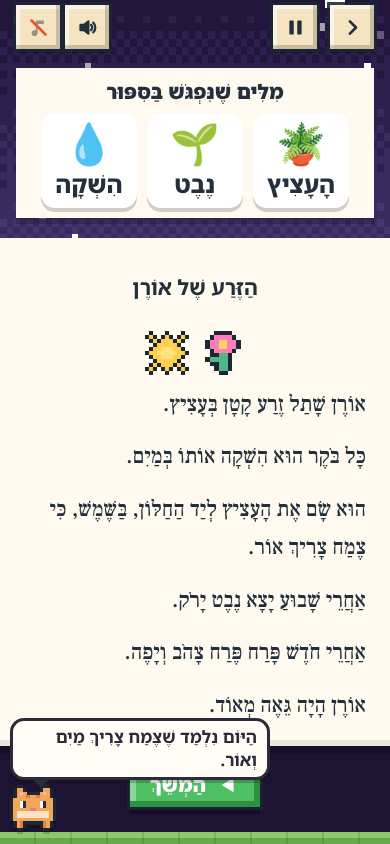 מִלִּים שֶׁנִּפְגֹּשׁ בַּסִּפּוּר
הָעָצִיץ
נֶבֶט
הִשְׁקָה
הַזֶּרַע שֶׁל אוֹרֶן
אוֹרֶן שָׁתַל זֶרַע קָטָן בְּעָצִיץ.
כָּל בֹּקֶר הוּא הִשְׁקָה אוֹתוֹ בְּמַיִם.
הוּא שָׂם אֶת הָעָצִיץ לְיַד הַחַלּוֹן, בַּשֶּׁמֶשׁ, כִּי
צֶמַח צָרִיךְ אוֹר.
אַחֲרֵי שָׁבוּעַ יָצָא נֶבֶט יָרֹק.
אַחֲרֵי חֹדֶשׁ פָּרַח פֶּרַח צָהֹב וְיָפֶה.
אוֹרֶן הָיָה גֵּאֶה מְאוֹד.
הַיּוֹם נִלְמַד שֶׁצֶּמַח צָרִיךְ מַיִם
וְאוֹר.
הַמְשֵׁךְ